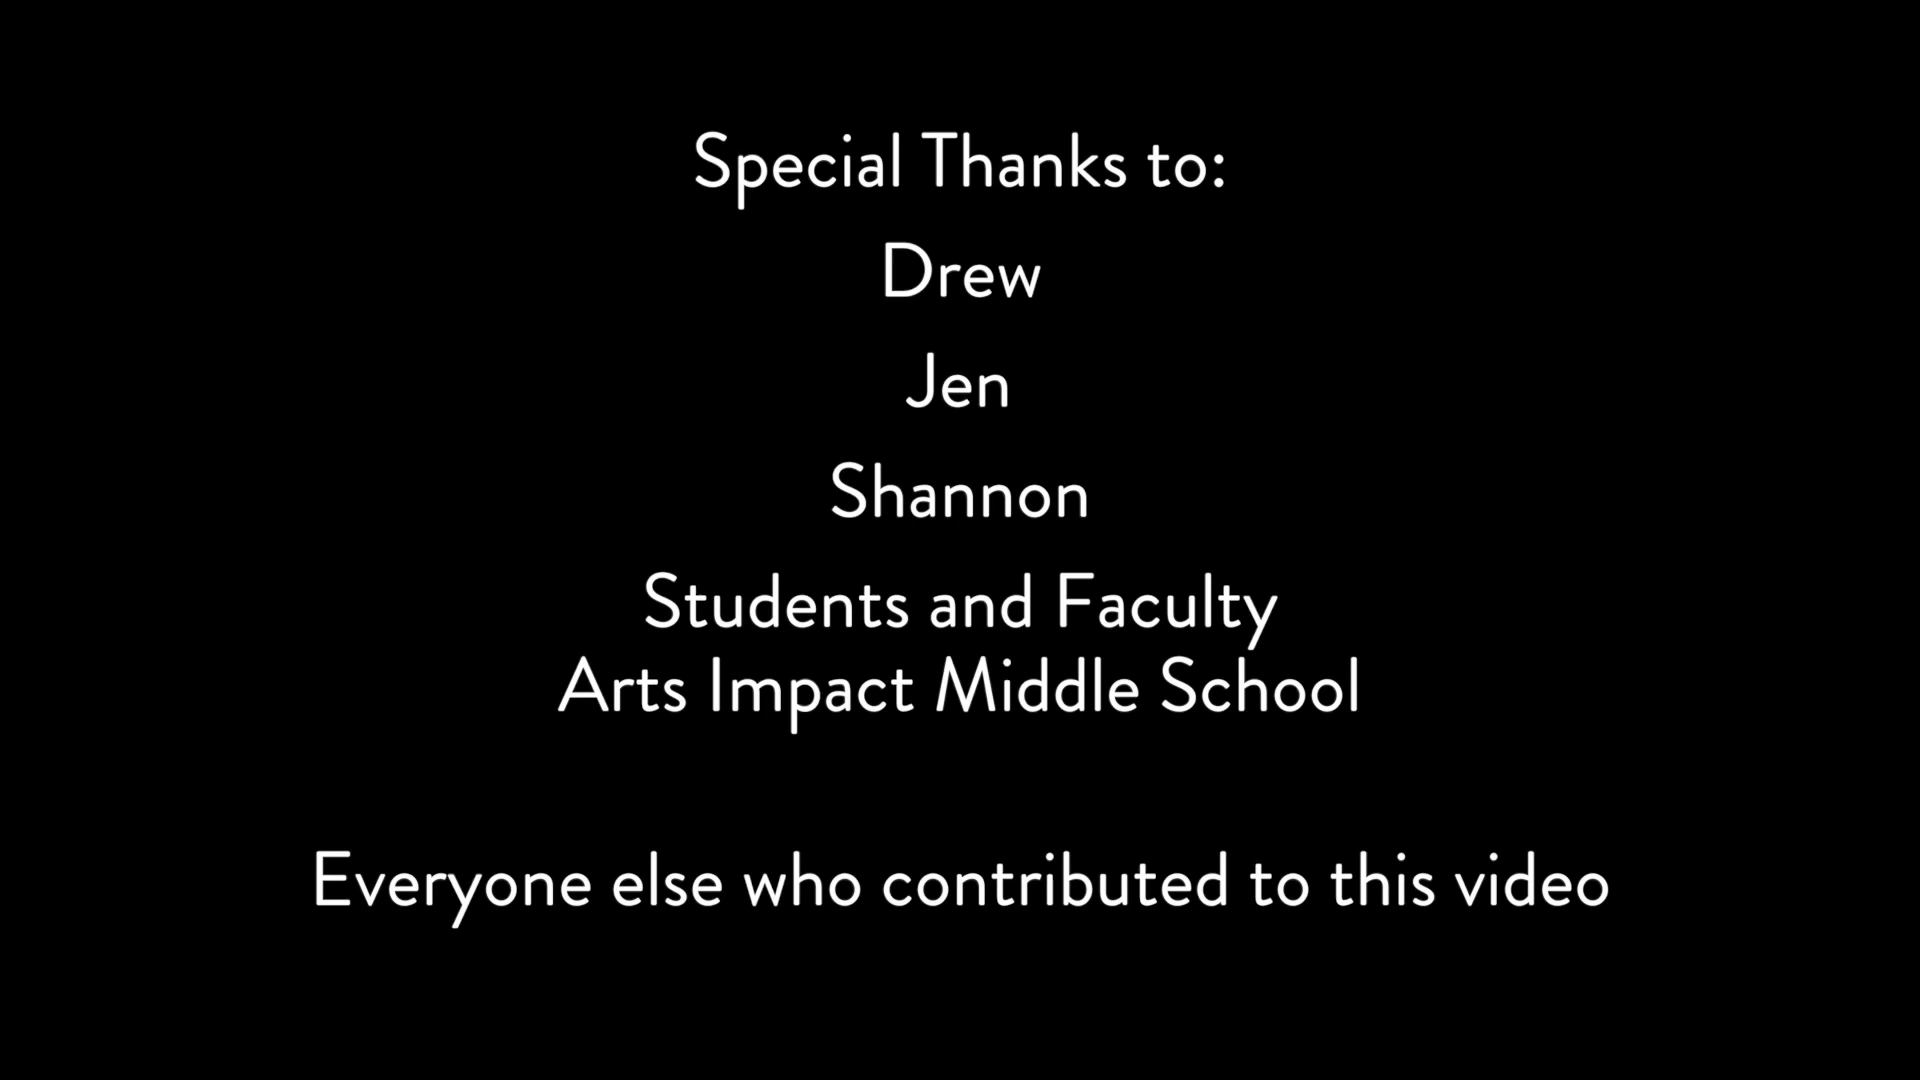 Special Thanks to:
Drew
Jen
Shannon
Students and Faculty
Arts Impact Middle School
Everyone else who contributed to this video